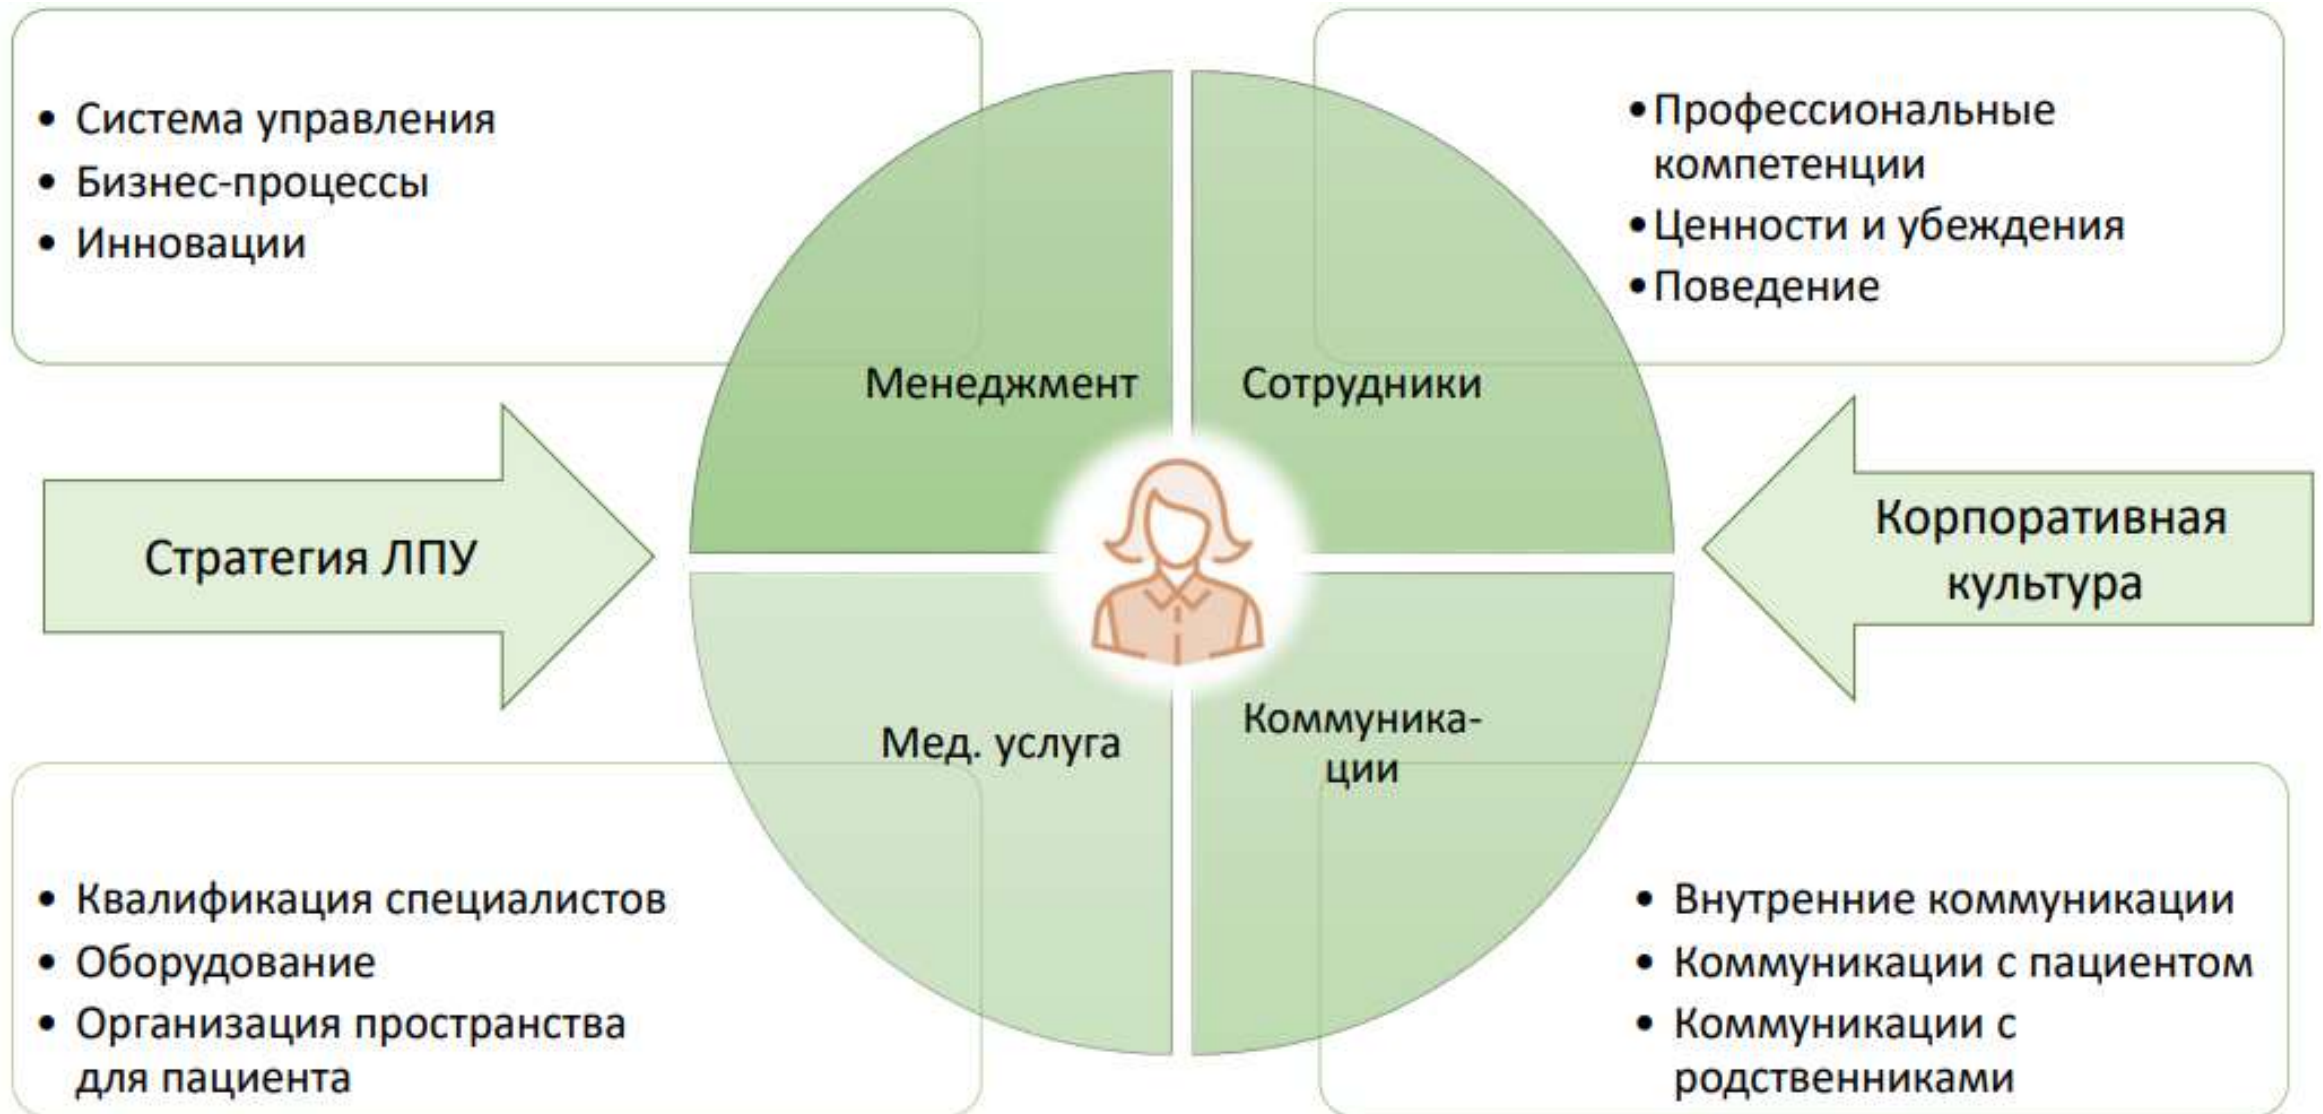 • Система управления
• Бизнес-процессы
• Инновации
• Профессиональные
компетенции
• Ценности и убеждения
• Поведение
Менеджмент
Сотрудники
Стратегия ЛПУ
Корпоративная
культура
Мед. услуга
Коммуника-
ции
• Квалификация специалистов
• Оборудование
• Организация пространства
для пациента
• Внутренние коммуникации
• Коммуникации с пациентом
• Коммуникации с
родственниками